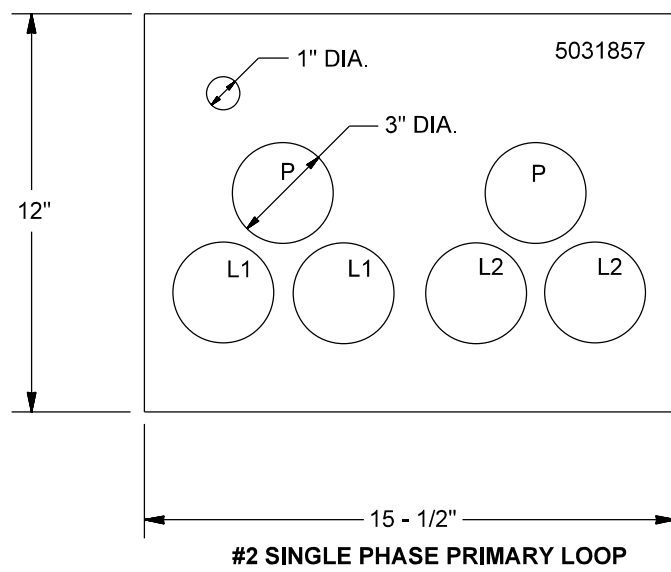 5031857
1" DIA.
3" DIA.
P
P
12"
L1
L1
L2
L2
15 - 1/2"
#2 SINGLE PHASE PRIMARY LOOP